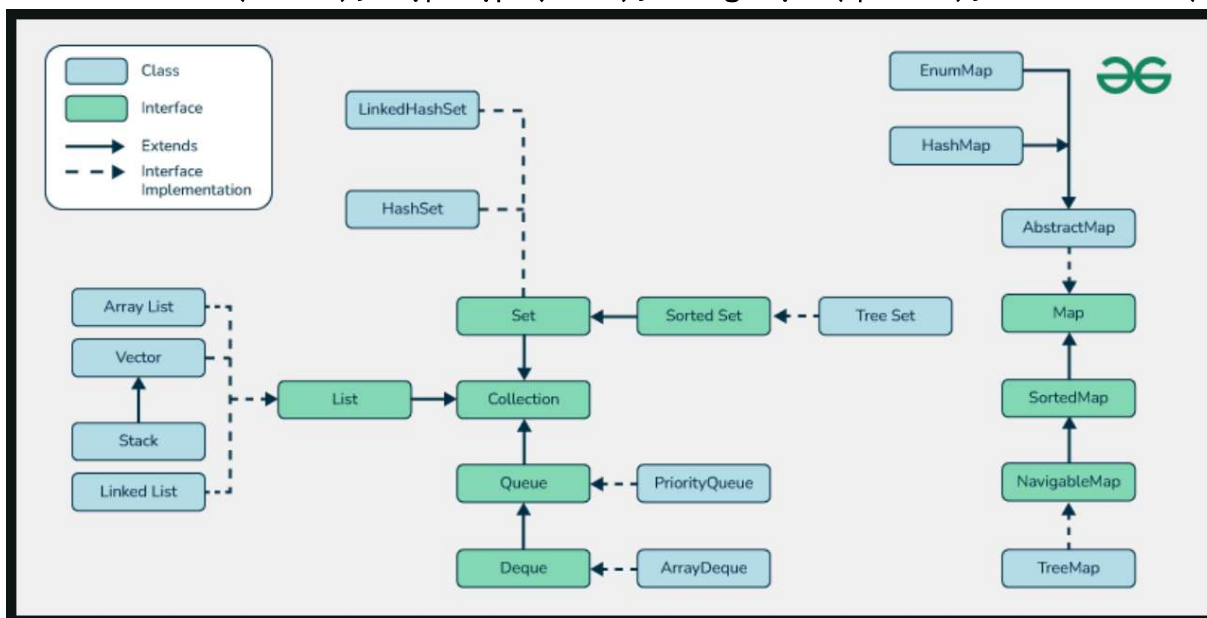 Class
Interface
Extends
Interface
Implementation
LinkedHashSet
HashSet
EnumMap
HashMap
AbstractMap
Array List
Vector
Stack
Linked List
List
Set
Sorted Set
Tree Set
Collection
Queue
PriorityQueue
Deque
ArrayDeque
Map
SortedMap
NavigableMap
TreeMap